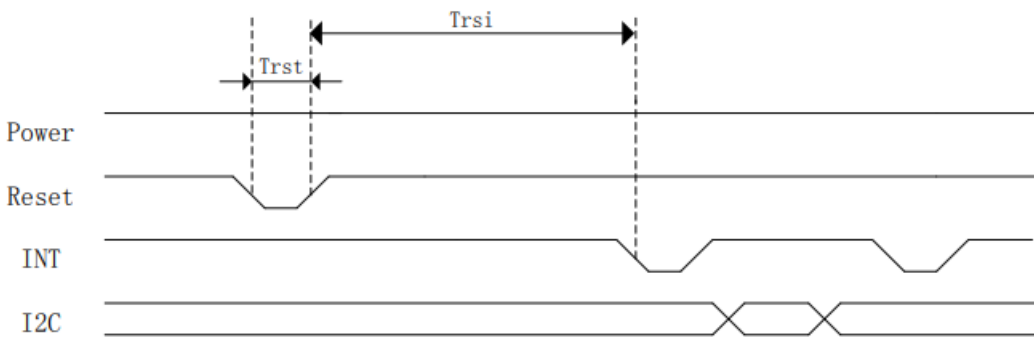 Trsi
Trst
Power
Reset
INT
I2C